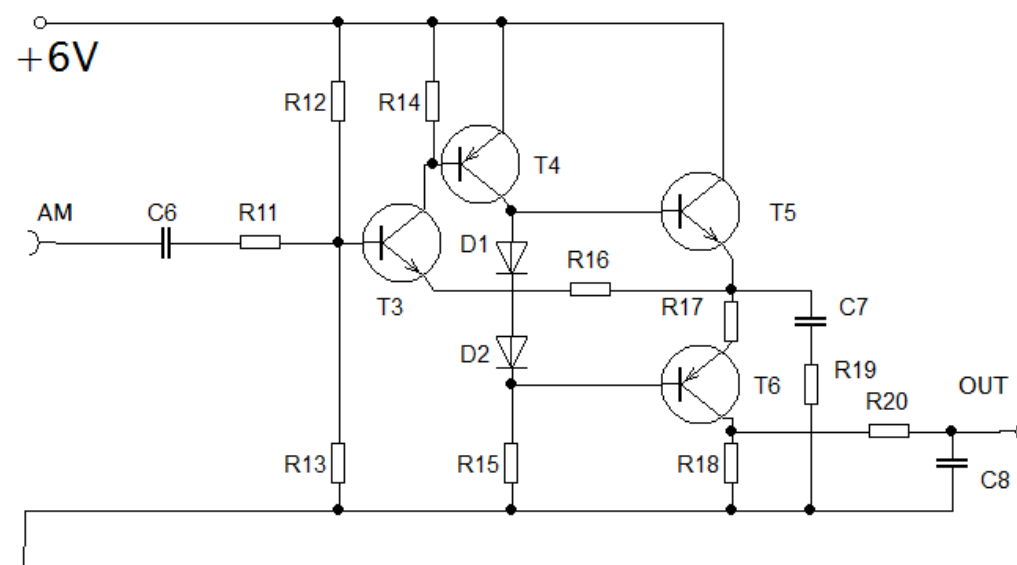 +6V
R12
R14
T4
AM
C6
R11
T5
D1
R16
T3
R17
C7
D2
T6
R19
OUT
R20
R13
R15
R18
C8